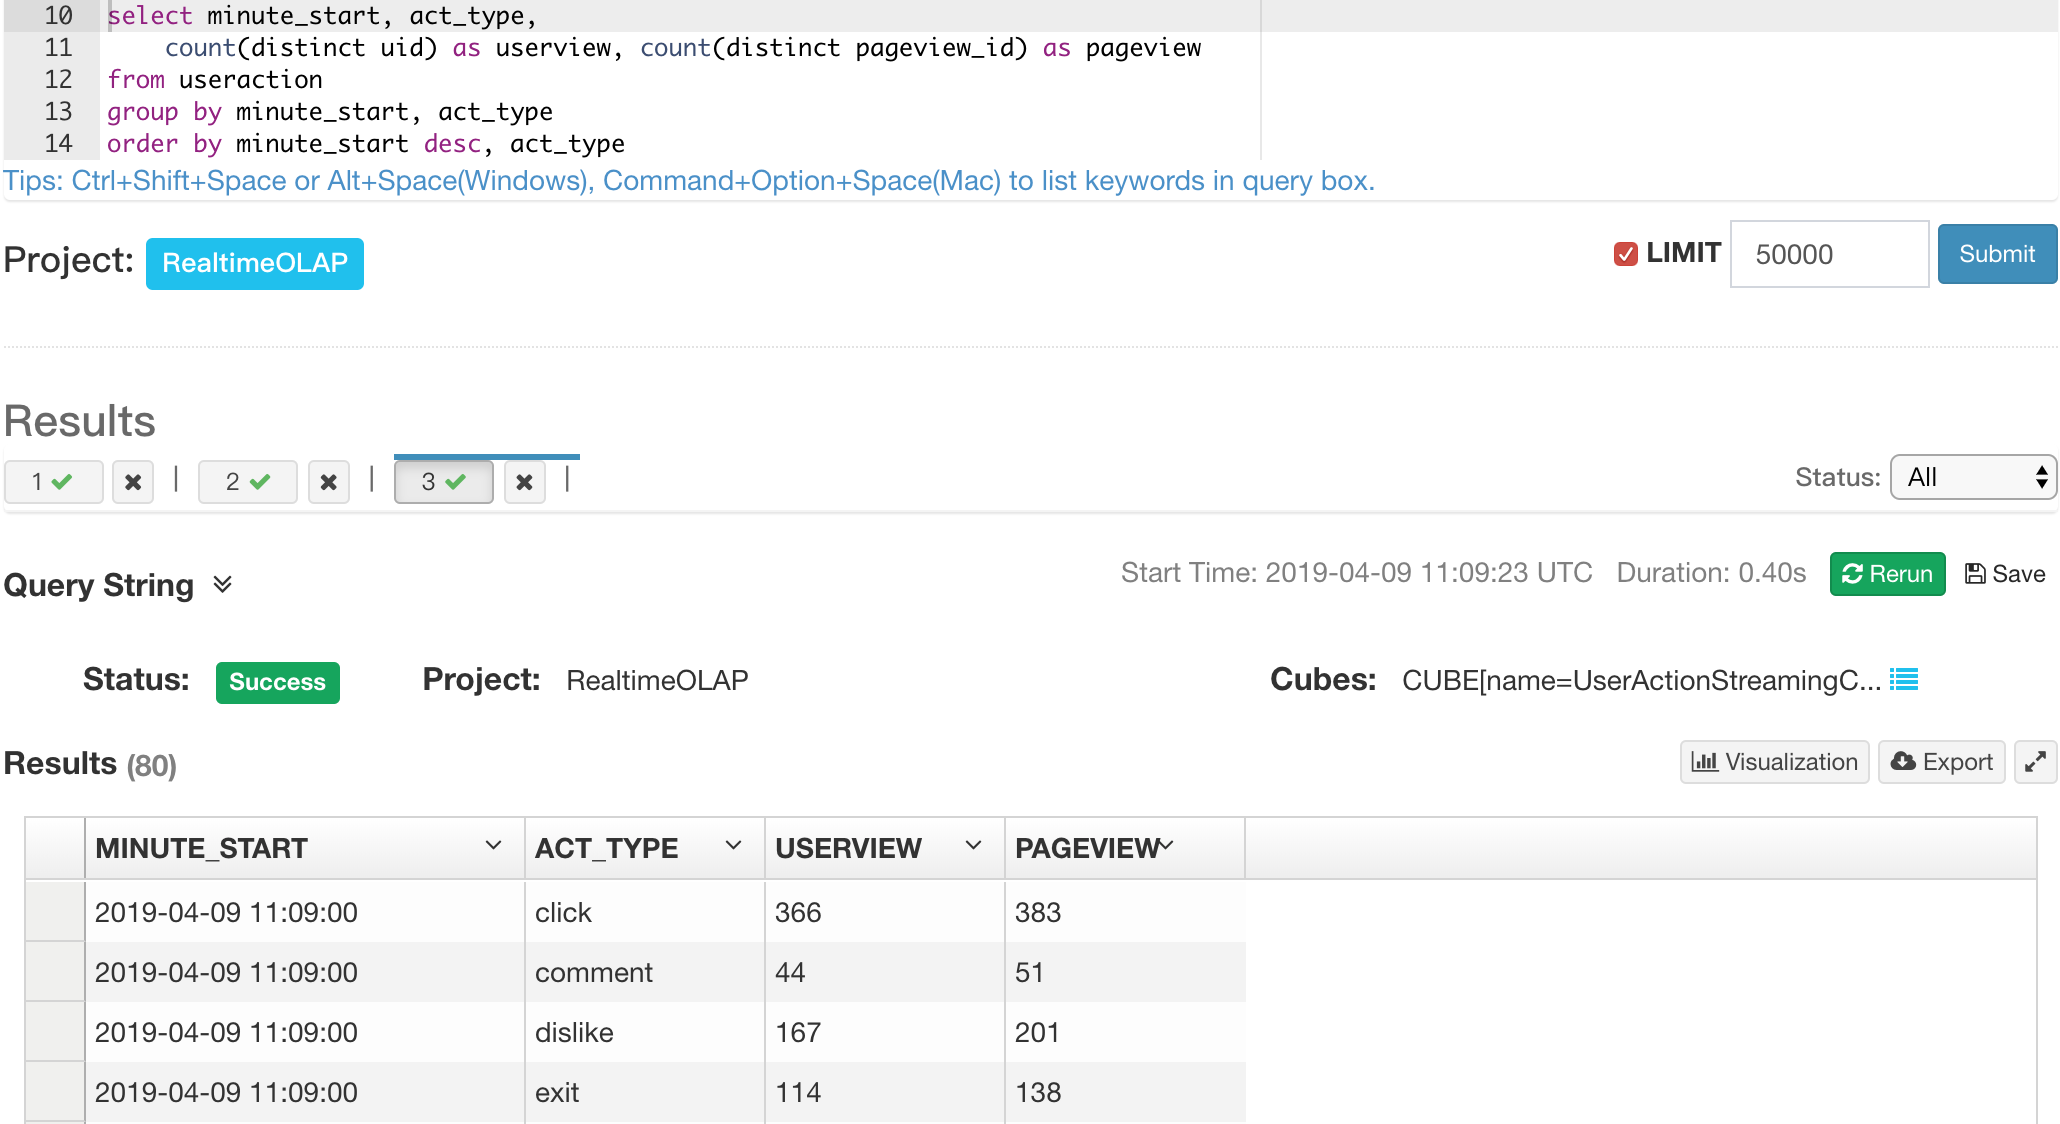 10 select minute_start, act_type,
11 count(distinct uid) as userview, count(distinct pageview_id) as pageview
12 from useraction
13 group by minute_start, act_type
14 order by minute_start desc, act_type
Tips: Ctrl+Shift+Space or Alt+Space(Windows), Command+Option+Space(Mac) to list keywords in query box.
Project: RealtimeOLAP LIMIT 50000 Submit
Results
1 | 2 | 3 | Status: All
Query String Start Time: 2019-04-09 11:09:23 UTC Duration: 0.40s Rerun Save
Status: Success Project: RealtimeOLAP Cubes: CUBE[name=UserActionStreamingC...
Results (80) Visualization Export
MINUTE_START ACT_TYPE USERVIEW PAGEVIEW
2019-04-09 11:09:00 click 366 383
2019-04-09 11:09:00 comment 44 51
2019-04-09 11:09:00 dislike 167 201
2019-04-09 11:09:00 exit 114 138